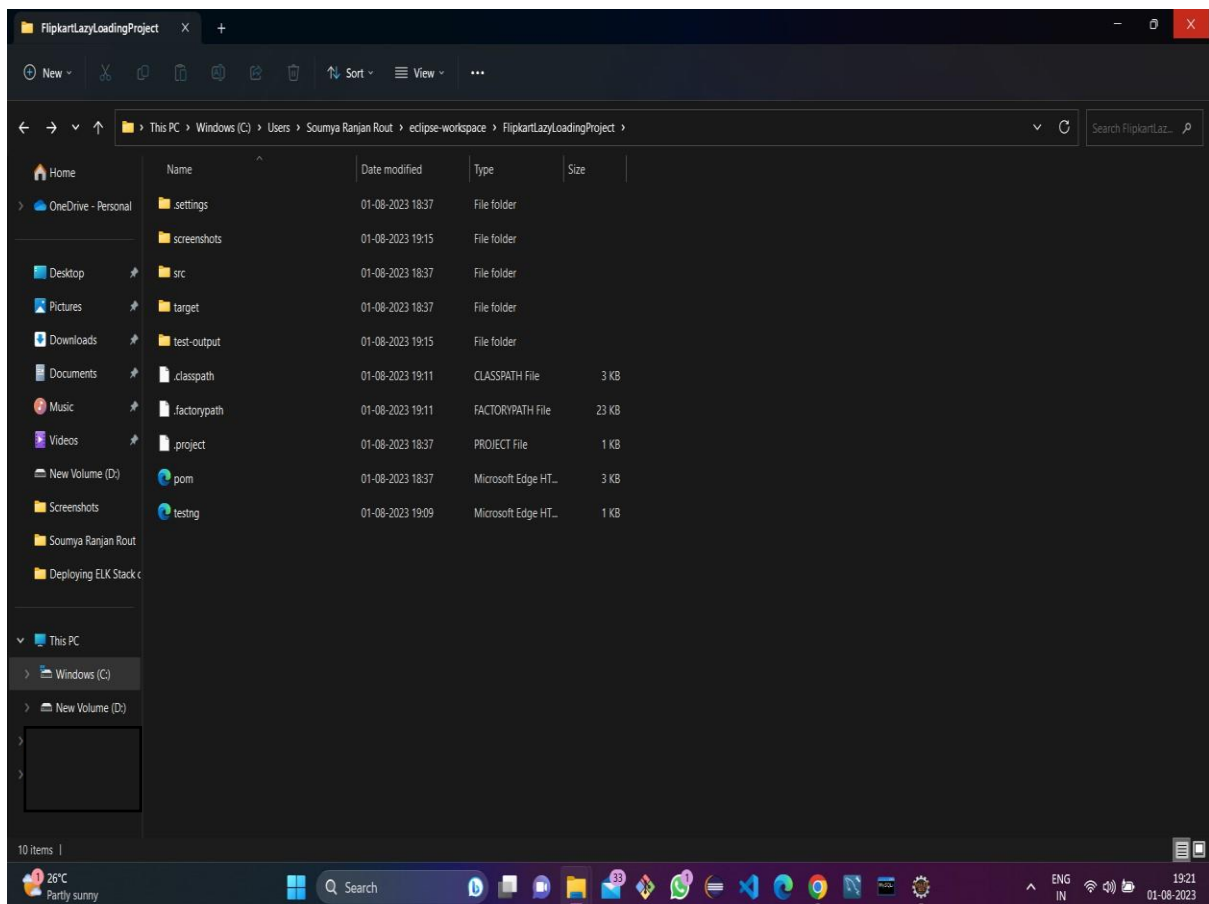 FlipkartLazyLoadingProject
New
Sort
View
This PC > Windows (C:) > Users > Soumya Ranjan Rout > eclipse-workspace > FlipkartLazyLoadingProject >
Search FlipkartLaz...
Home
OneDrive - Personal
Desktop
Pictures
Downloads
Documents
Music
Videos
New Volume (D:)
Screenshots
Soumya Ranjan Rout
Deploying ELK Stack c
This PC
Windows (C:)
New Volume (D:)
Name Date modified Type Size
.settings 01-08-2023 18:37 File folder
screenshots 01-08-2023 19:15 File folder
src 01-08-2023 18:37 File folder
target 01-08-2023 18:37 File folder
test-output 01-08-2023 19:15 File folder
.classpath 01-08-2023 19:11 CLASSPATH File 3 KB
.factorypath 01-08-2023 19:11 FACTORYPATH File 23 KB
.project 01-08-2023 18:37 PROJECT File 1 KB
pom 01-08-2023 18:37 Microsoft Edge HT... 3 KB
testng 01-08-2023 19:09 Microsoft Edge HT... 1 KB
10 items
1
26°C
Partly sunny
Search
33
1
ENG
IN
19:21
01-08-2023